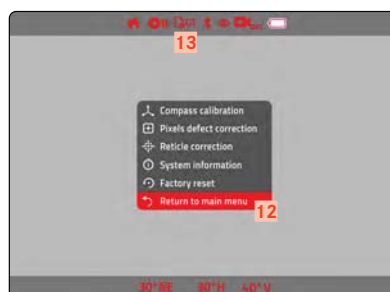 13
Compass calibration
Pixels defect correction
Reticle correction
System information
Factory reset
Return to main menu
12
30°NE 80°H 40°V